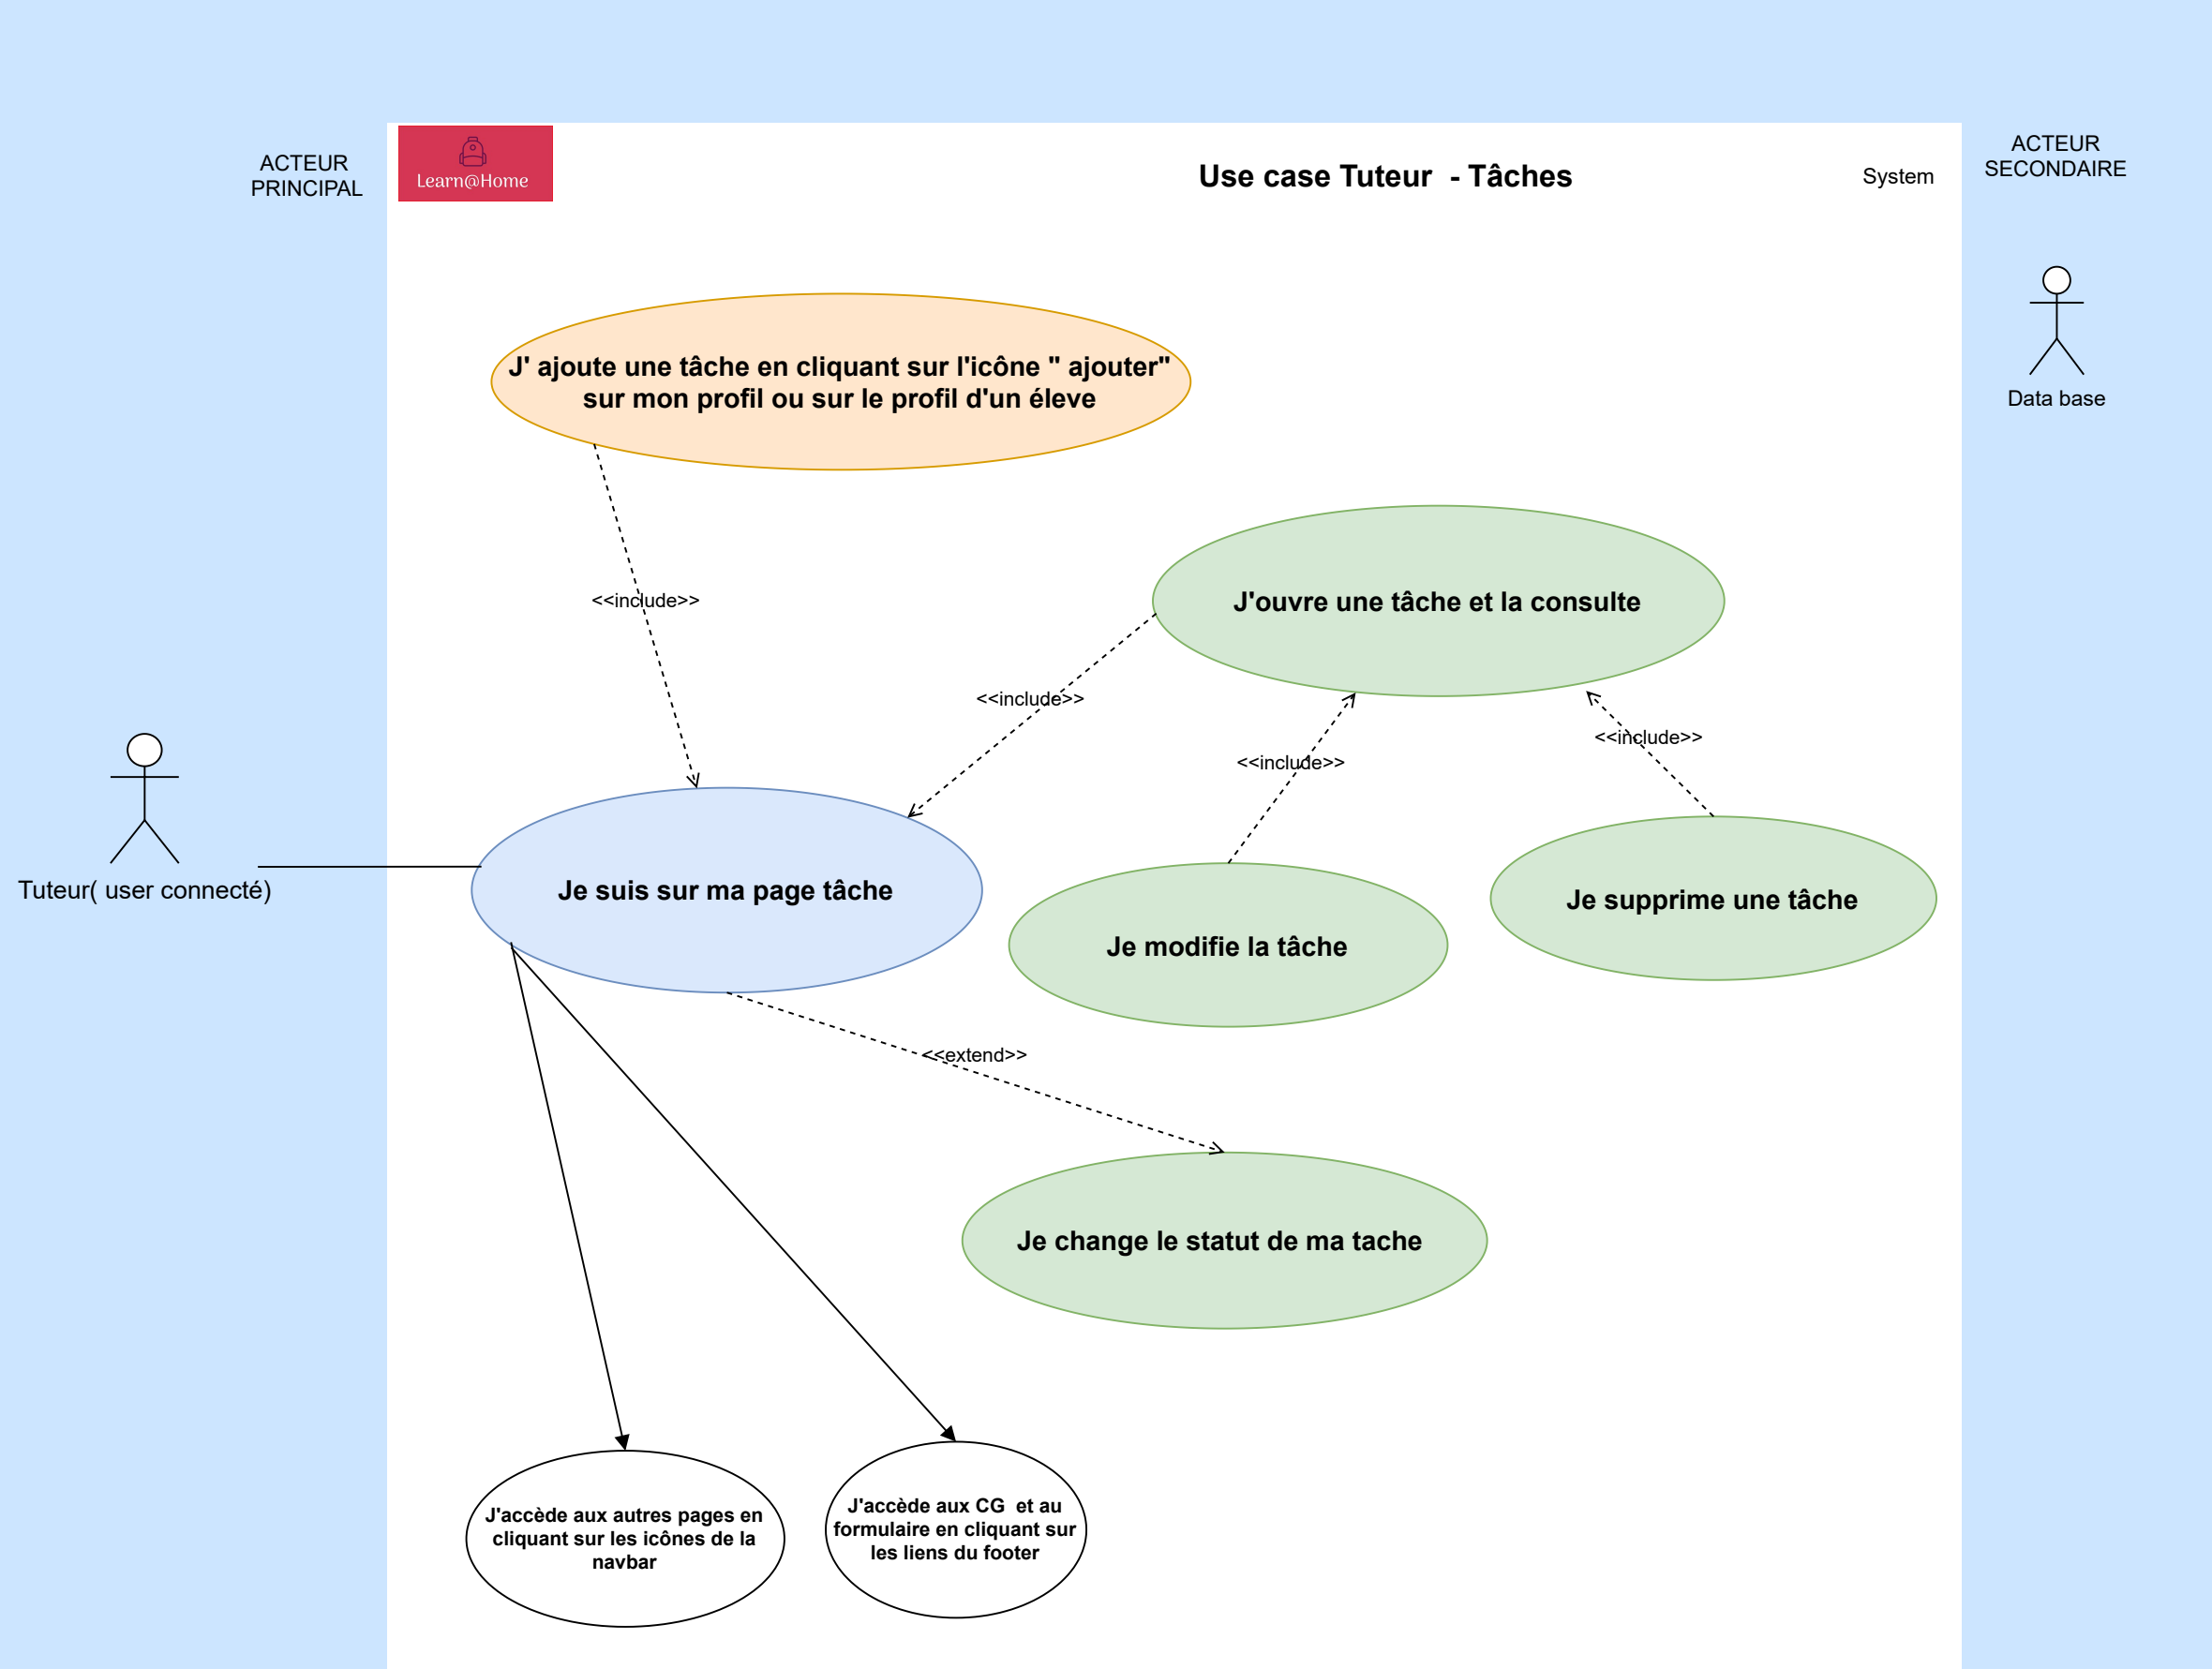 ACTEUR
PRINCIPAL
Learn@Home
Use case Tuteur  - Tâches
System
ACTEUR
SECONDAIRE
J' ajoute une tâche en cliquant sur l'icône " ajouter"
sur mon profil ou sur le profil d'un éleve
Data base
<<include>>
J'ouvre une tâche et la consulte
<<include>>
<<include>>
<<include>>
Tuteur( user connecté)
Je suis sur ma page tâche
Je modifie la tâche
Je supprime une tâche
<<extend>>
Je change le statut de ma tache
J'accède aux autres pages en
cliquant sur les icônes de la
navbar
J'accède aux CG  et au
formulaire en cliquant sur
les liens du footer